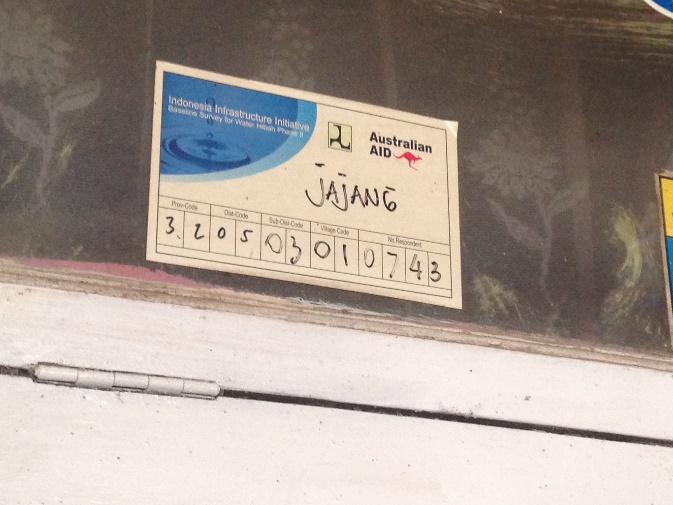 Indonesia Infrastructure Initiative
Baseline Survey for Water Hibah Phase II
Australian
AID
JAJANG
Prov-Code Dist-Code Sub-Dist-Code Village Code No.Respondent
3. 2 0 5 0 3 0 1 0 7 4 3